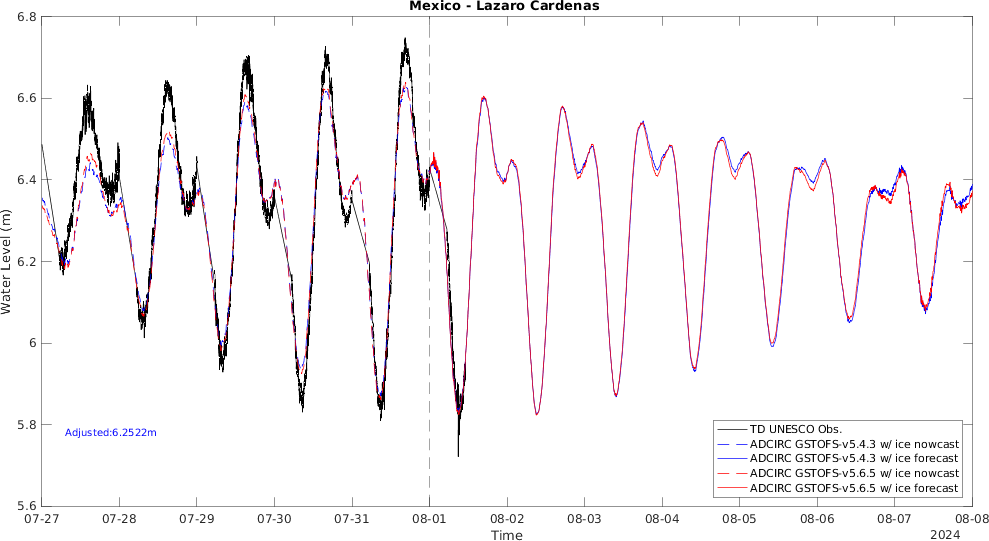 Mexico - Lazaro Cardenas
6.8
6.6
6.4
6.2
6
5.8
5.6
Water Level (m)
Adjusted:6.2522m
TD UNESCO Obs.
ADCIRC GSTOFS-v5.4.3 w/ ice nowcast
ADCIRC GSTOFS-v5.4.3 w/ ice forecast
ADCIRC GSTOFS-v5.6.5 w/ ice nowcast
ADCIRC GSTOFS-v5.6.5 w/ ice forecast
07-27 07-28 07-29 07-30 07-31 08-01 08-02 08-03 08-04 08-05 08-06 08-07 08-08
Time
2024